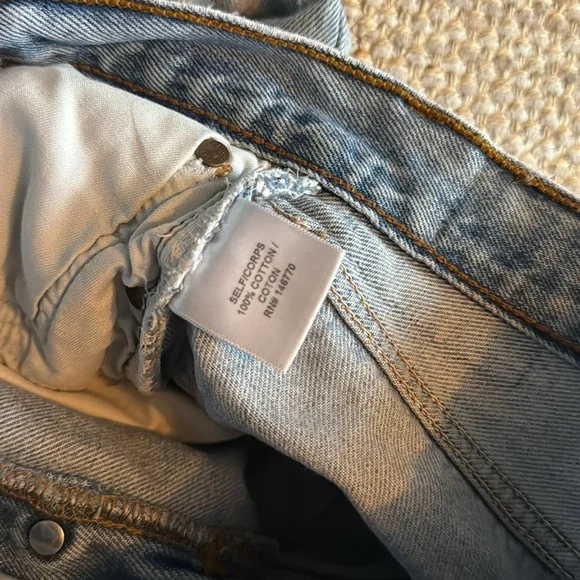 SELF/CORPS
100% COTTON /
COTON
RN# 146770